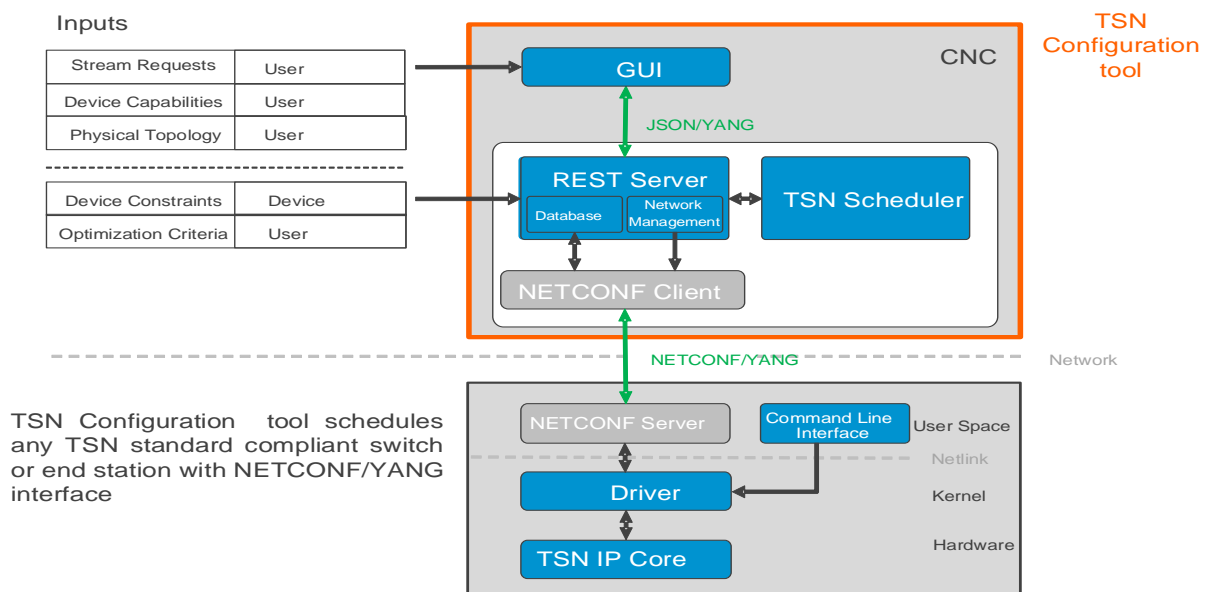 Inputs
TSN
Configuration
tool
CNC
Stream Requests User
Device Capabilities User
Physical Topology User
Device Constraints Device
Optimization Criteria User
GUI
JSON/YANG
REST Server
Database
Network
Management
TSN Scheduler
NETCONF Client
NETCONF/YANG
Network
TSN Configuration tool schedules
any TSN standard compliant switch
or end station with NETCONF/YANG
interface
NETCONF Server
Command Line
Interface
User Space
Netlink
Driver
Kernel
TSN IP Core
Hardware